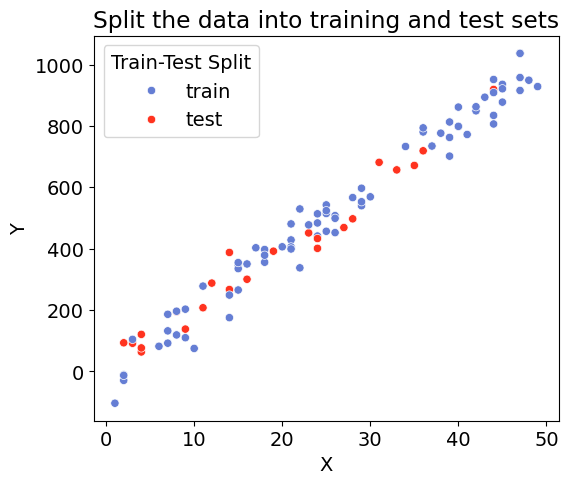 Split the data into training and test sets
Train-Test Split
train
test
1000
800
600
400
200
0
Y
0 10 20 30 40 50
X